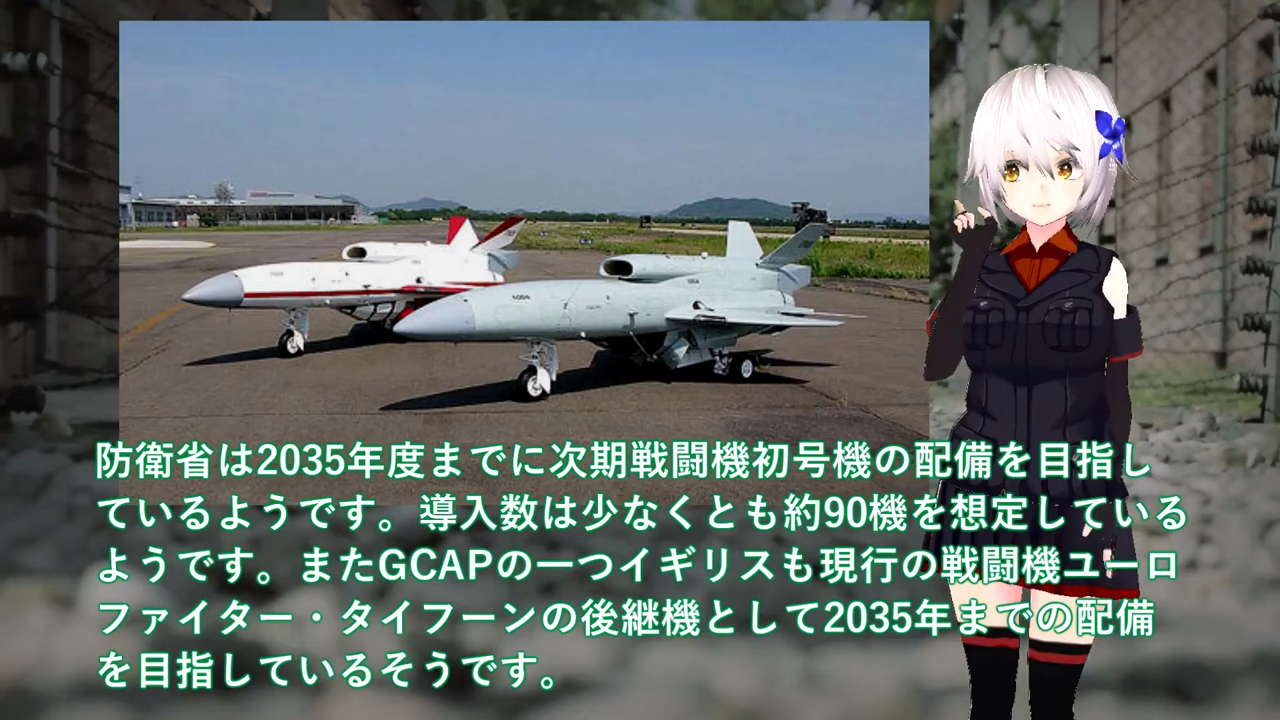 防衛省は2035年度までに次期戦闘機初号機の配備を目指し
ているようです。導入数は少なくとも約90機を想定している
ようです。またGCAPの一つイギリスも現行の戦闘機ユーロ
ファイター・タイフーンの後継機として2035年までの配備
を目指しているそうです。